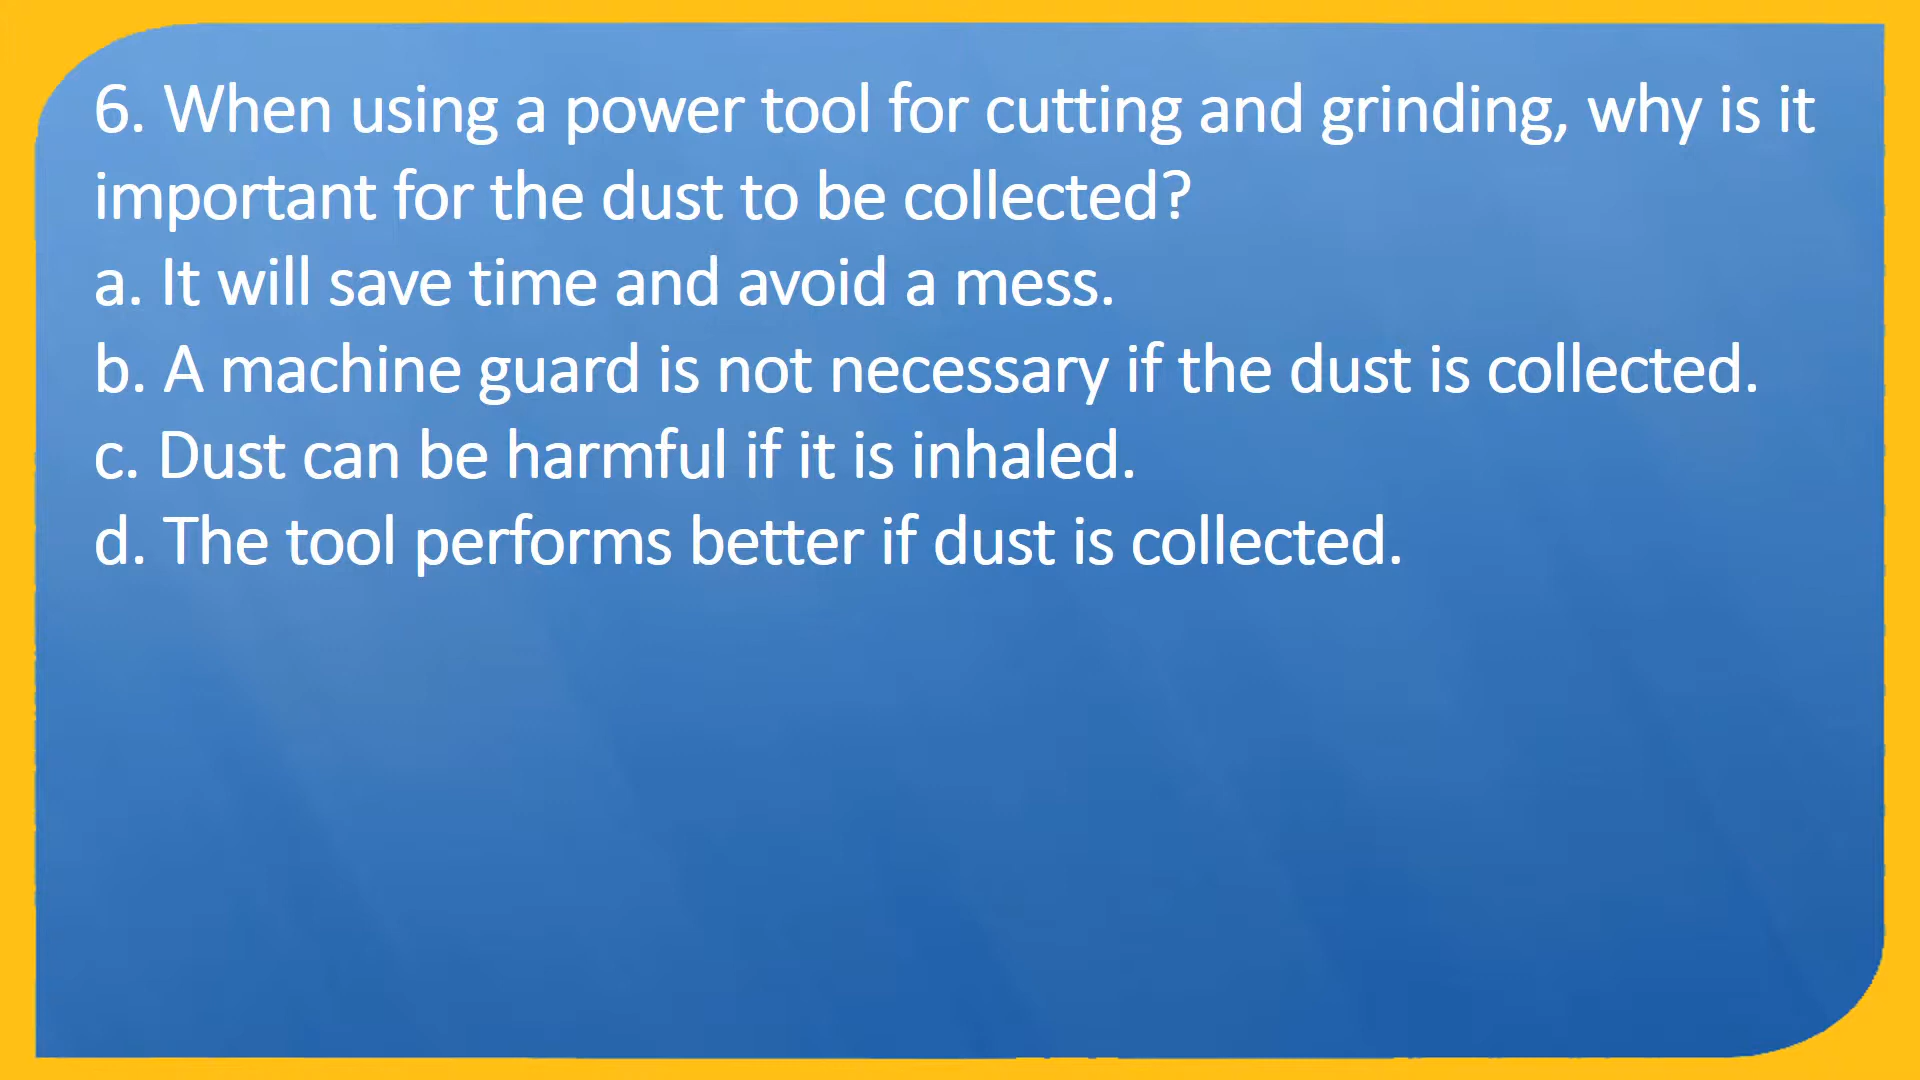 6. When using a power tool for cutting and grinding, why is it
important for the dust to be collected?
a. It will save time and avoid a mess.
b. A machine guard is not necessary if the dust is collected.
c. Dust can be harmful if it is inhaled.
d. The tool performs better if dust is collected.